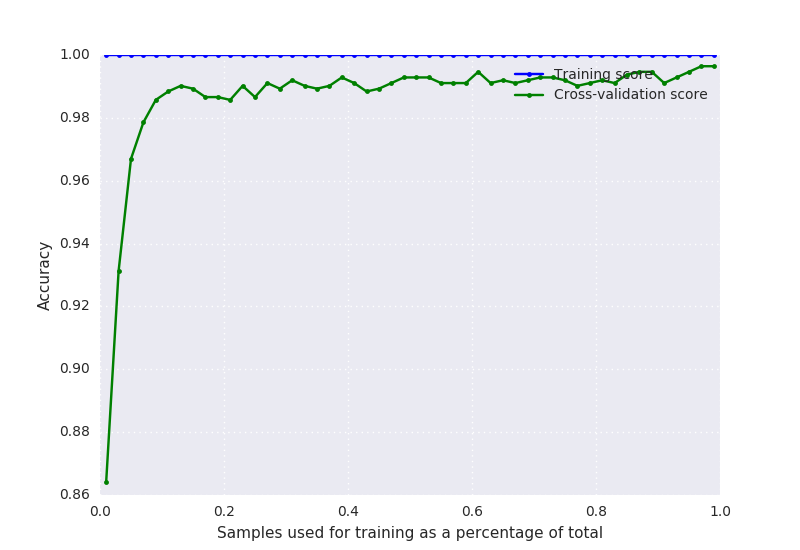 1.00
0.98
0.96
0.94
0.92
0.90
0.88
0.86
Accuracy
Training score
Cross-validation score
0.0 0.2 0.4 0.6 0.8 1.0
Samples used for training as a percentage of total